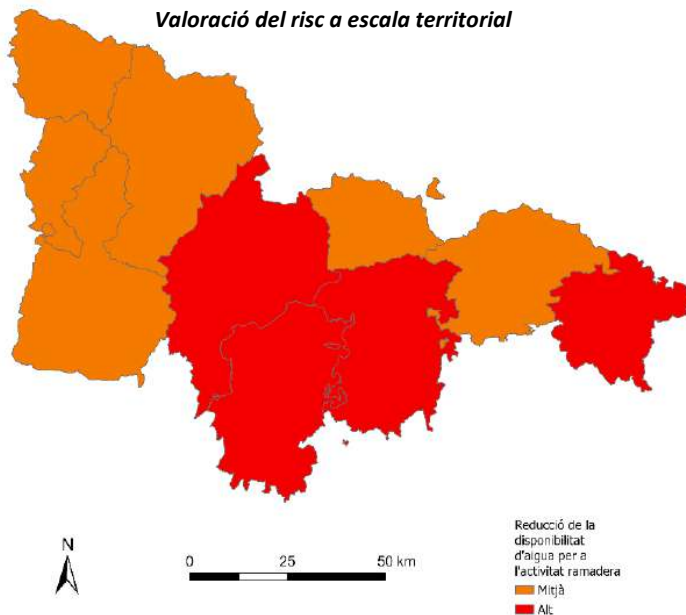 Valoració del risc a escala territorial
N
0 25 50 km
Reducció de la
disponibilitat
d'aigua per a
l'activitat ramadera
Mitjà
Alt